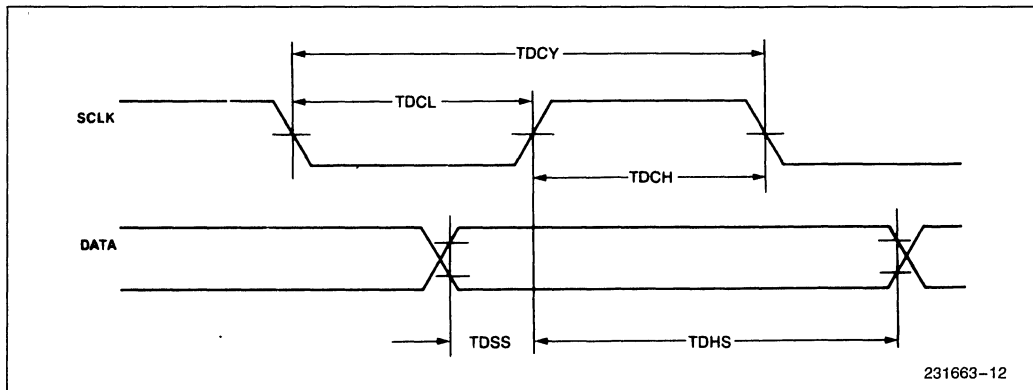 TDCY
TDCL
SCLK
TDCH
DATA
TDSS
TDHS
231663-12